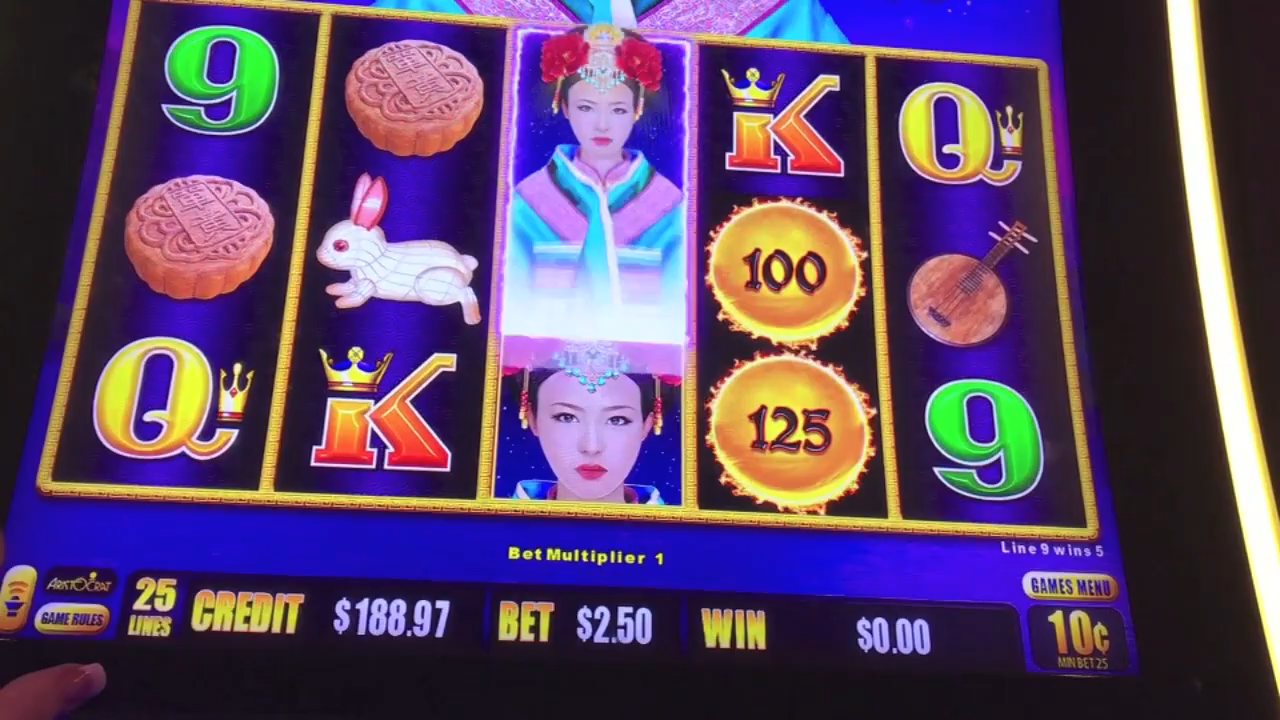 9
K
Q
100
Q
K
125
9
Bet Multiplier 1
Line 9 wins 5
ARISTOCRAT
GAME RULES
25
LINES
CREDIT $188.97
BET $2.50
WIN $0.00
GAMES MENU
10¢
MIN BET 25